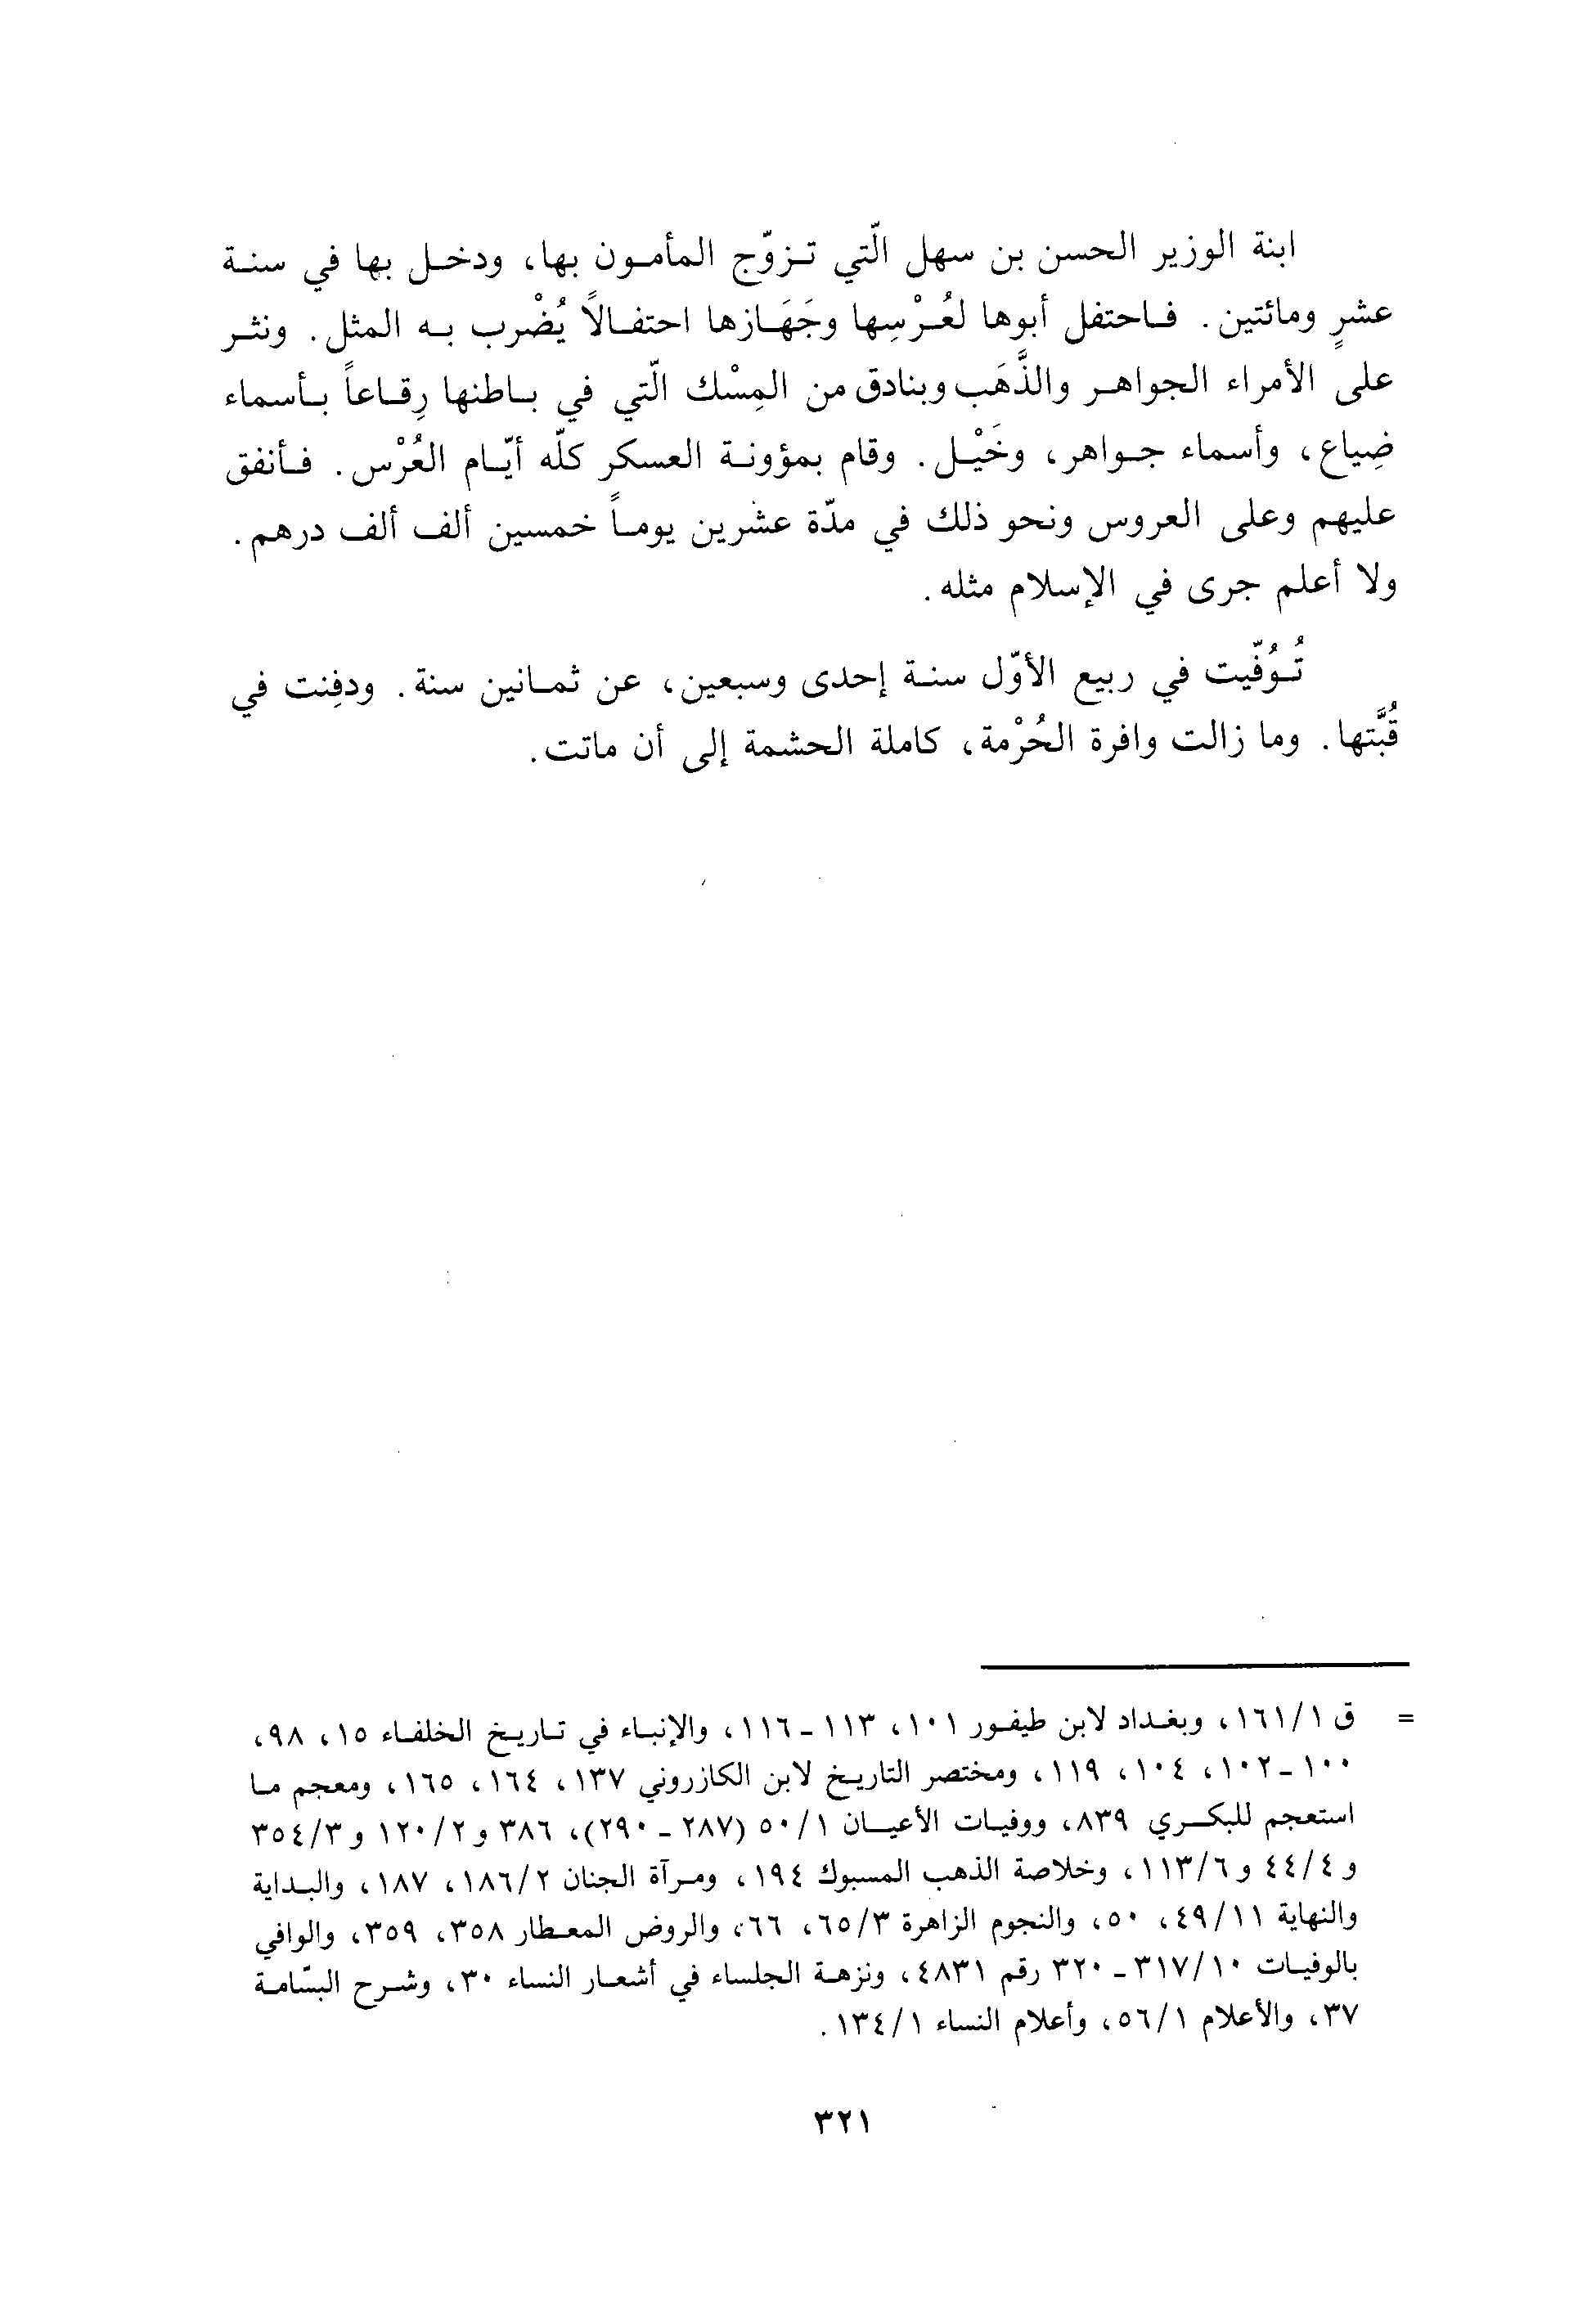 ابنة الوزير الحسن بن سهل الّتي تزوّج المأمون بها، ودخل بها في سنة
عشرٍ ومائتين. فاحتفل أبوها لعُرْسِها وجَهَازها احتفالاً يُضْرب به المثل. ونثر
على الأمراء الجواهر والذَّهَب وبنادق من المِسْك الّتي في باطنها رِقاعاً بأسماء
ضِياع، وأسماء جواهر، وخَيْل. وقام بمؤونة العسكر كلّه أيّام العُرْس. فأنفق
عليهم وعلى العروس ونحو ذلك في مدّة عشرين يوماً خمسين ألف ألف درهم.
ولا أعلم جرى في الإسلام مثله.
تُوُفّيت في ربيع الأوّل سنة إحدى وسبعين، عن ثمانين سنة. ودفِنت في
قُبَّتها. وما زالت وافرة الحُرْمة، كاملة الحشمة إلى أن ماتت.
= ق ١/١٦١، وبغداد لابن طيفور ١٠١، ١١٣ - ١١٦، والإنباء في تاريخ الخلفاء ١٥، ٩٨،
١٠٠ - ١٠٢، ١٠٤، ١١٩، ومختصر التاريخ لابن الكازروني ١٣٧، ١٦٤، ١٦٥، ومعجم ما
استعجم للبكري ٨٣٩، ووفيات الأعيان ١/٥٠ (٢٨٧ - ٢٩٠)، ٣٨٦ و٢/١٢٠ و٣/٣٥٤
و٤/٤٤ و٦/١١٣، وخلاصة الذهب المسبوك ١٩٤، ومرآة الجنان ٢/١٨٦، ١٨٧، والبداية
والنهاية ١١/٤٩، ٥٠، والنجوم الزاهرة ٣/٦٥، ٦٦، والروض المعطار ٣٥٨، ٣٥٩، والوافي
بالوفيات ١٠/٣١٧ - ٣٢٠ رقم ٤٨٣١، ونزهة الجلساء في أشعار النساء ٣٠، وشرح البسّامة
٣٧، والأعلام ١/٥٦، وأعلام النساء ١/١٣٤.
٣٢١